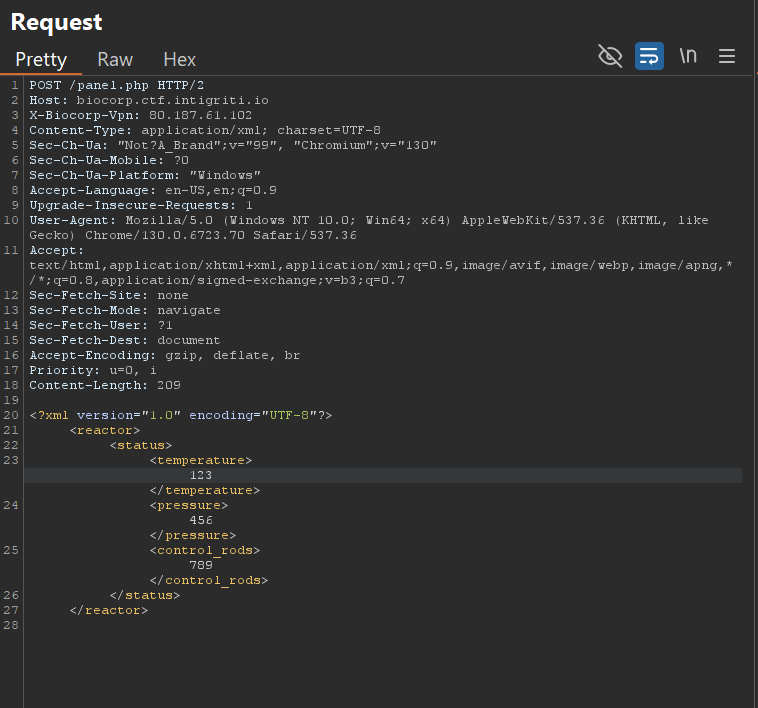 Request
Pretty Raw Hex \n
1 POST /panel.php HTTP/2
2 Host: biocorp.ctf.intigriti.io
3 X-Biocorp-Vpn: 80.187.61.102
4 Content-Type: application/xml; charset=UTF-8
5 Sec-Ch-Ua: "Not?A_Brand";v="99", "Chromium";v="130"
6 Sec-Ch-Ua-Mobile: ?0
7 Sec-Ch-Ua-Platform: "Windows"
8 Accept-Language: en-US,en;q=0.9
9 Upgrade-Insecure-Requests: 1
10 User-Agent: Mozilla/5.0 (Windows NT 10.0; Win64; x64) AppleWebKit/537.36 (KHTML, like
Gecko) Chrome/130.0.6723.70 Safari/537.36
11 Accept:
text/html,application/xhtml+xml,application/xml;q=0.9,image/avif,image/webp,image/apng,*
/*;q=0.8,application/signed-exchange;v=b3;q=0.7
12 Sec-Fetch-Site: none
13 Sec-Fetch-Mode: navigate
14 Sec-Fetch-User: ?1
15 Sec-Fetch-Dest: document
16 Accept-Encoding: gzip, deflate, br
17 Priority: u=0, i
18 Content-Length: 209
19
20 <?xml version="1.0" encoding="UTF-8"?>
21 <reactor>
22 <status>
23 <temperature>
123
</temperature>
24 <pressure>
456
</pressure>
25 <control_rods>
789
</control_rods>
26 </status>
27 </reactor>
28